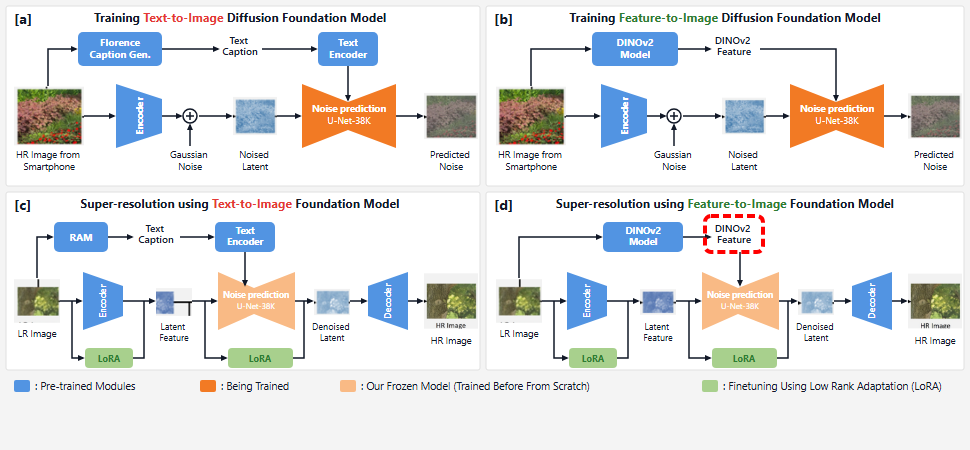 [a] Training Text-to-Image Diffusion Foundation Model
Florence
Caption Gen.
Text
Caption
Text
Encoder
Encoder
Noise prediction
U-Net-38K
HR Image from
Smartphone
Gaussian
Noise
Noised
Latent
Predicted
Noise
[b] Training Feature-to-Image Diffusion Foundation Model
DINOv2
Model
DINOv2
Feature
Encoder
Noise prediction
U-Net-38K
HR Image from
Smartphone
Gaussian
Noise
Noised
Latent
Predicted
Noise
[c] Super-resolution using Text-to-Image Foundation Model
RAM
Text
Caption
Text
Encoder
Encoder
Noise prediction
U-Net-38K
Decoder
LR Image
LR Image
Latent
Feature
Denoised
Latent
HR Image
HR Image
LoRA
LoRA
[d] Super-resolution using Feature-to-Image Foundation Model
DINOv2
Model
DINOv2
Feature
Encoder
Noise prediction
U-Net-38K
Decoder
LR Image
LR Image
Latent
Feature
Denoised
Latent
HR Image
HR Image
LoRA
LoRA
: Pre-trained Modules
: Being Trained
: Our Frozen Model (Trained Before From Scratch)
: Finetuning Using Low Rank Adaptation (LoRA)